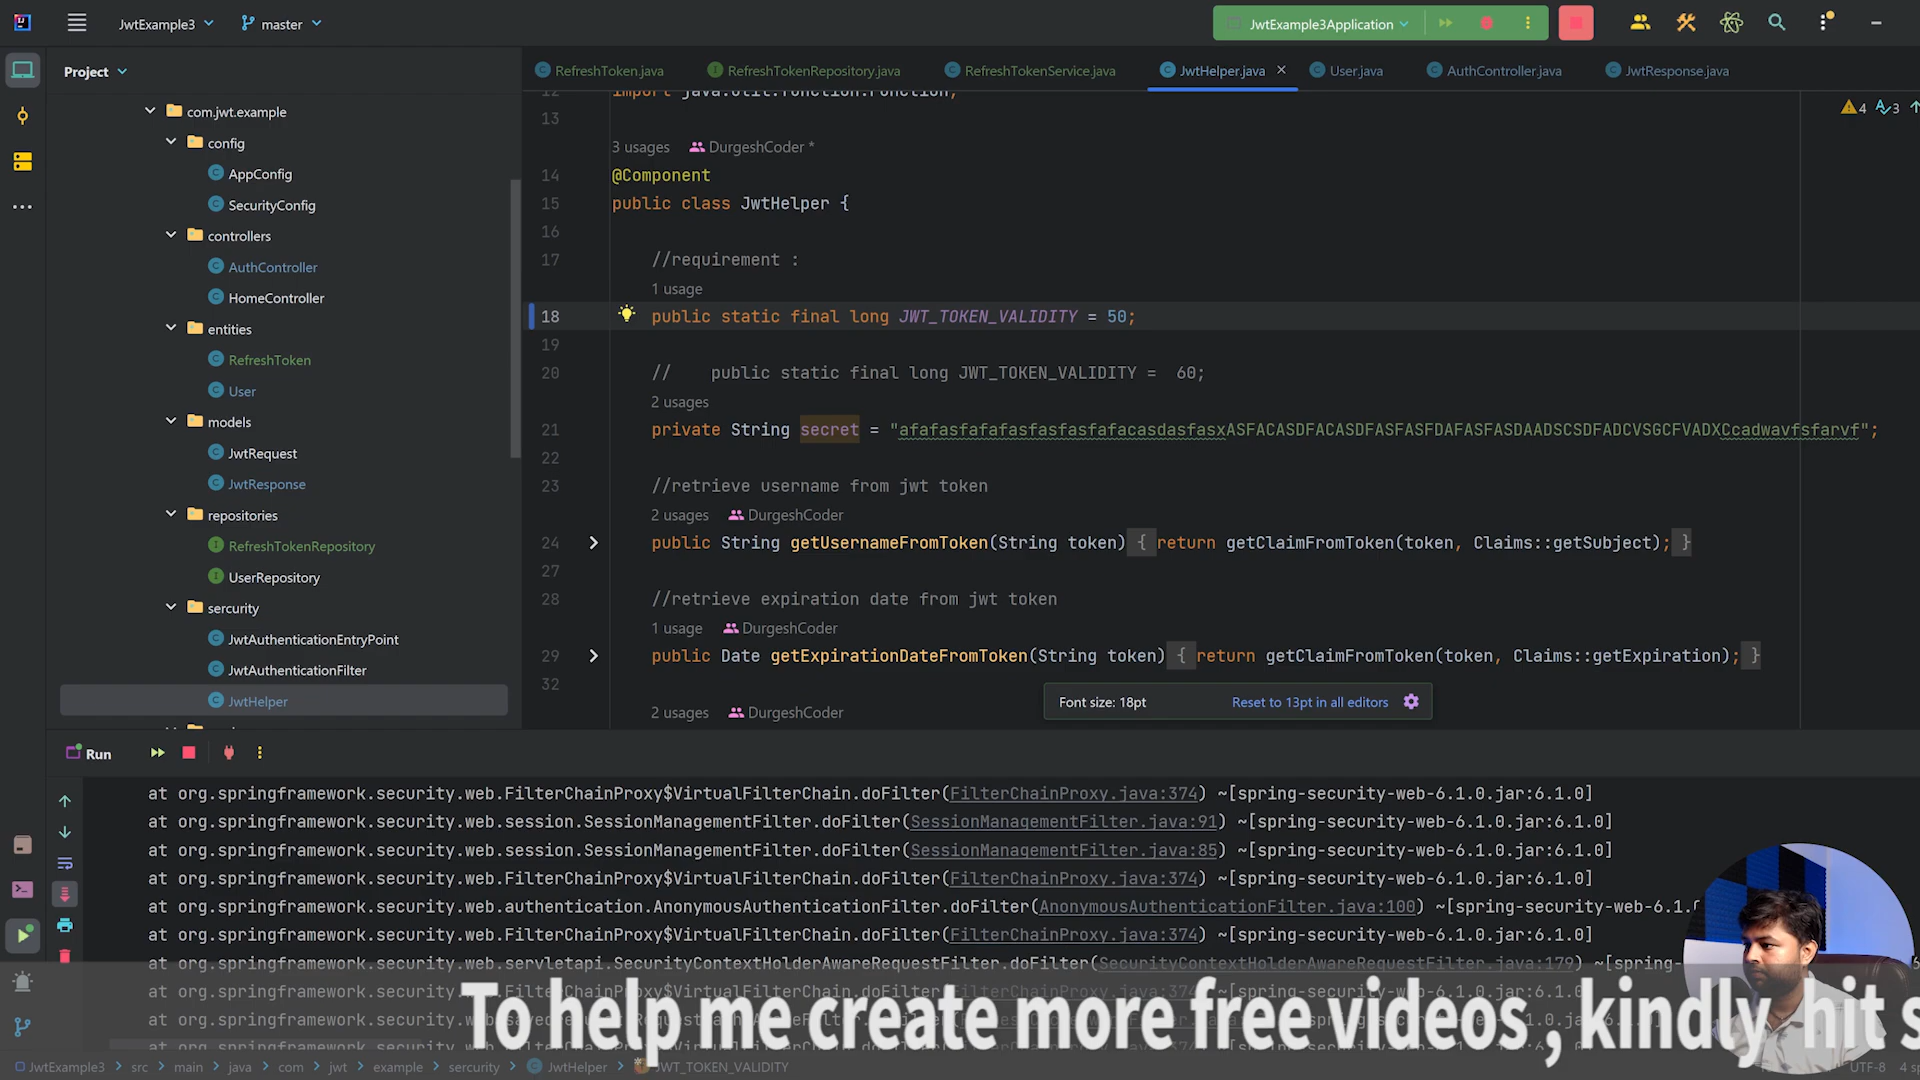 JwtExample3
master
JwtExample3Application
Project
com.jwt.example
config
AppConfig
SecurityConfig
controllers
AuthController
HomeController
entities
RefreshToken
User
models
JwtRequest
JwtResponse
repositories
RefreshTokenRepository
UserRepository
sercurity
JwtAuthenticationEntryPoint
JwtAuthenticationFilter
JwtHelper
RefreshToken.java RefreshTokenRepository.java RefreshTokenService.java JwtHelper.java User.java AuthController.java JwtResponse.java
12 import java.util.function.Function;
4 3
13
3 usages DurgeshCoder *
14 @Component
15 public class JwtHelper {
16
17 //requirement :
1 usage
18 public static final long JWT_TOKEN_VALIDITY = 50;
19
20 // public static final long JWT_TOKEN_VALIDITY = 60;
2 usages
21 private String secret = "afafasfafafasfasfasfafacasdasfasxASFACASDFACASDFASFASFDAFASFASDAADSCSDFADCVSGCFVADXCcadwavfsfarvf";
22
23 //retrieve username from jwt token
2 usages DurgeshCoder
24 public String getUsernameFromToken(String token) { return getClaimFromToken(token, Claims::getSubject); }
27
28 //retrieve expiration date from jwt token
1 usage DurgeshCoder
29 public Date getExpirationDateFromToken(String token) { return getClaimFromToken(token, Claims::getExpiration); }
32
2 usages DurgeshCoder
Font size: 18pt Reset to 13pt in all editors
Run
at org.springframework.security.web.FilterChainProxy$VirtualFilterChain.doFilter(FilterChainProxy.java:374) ~[spring-security-web-6.1.0.jar:6.1.0]
at org.springframework.security.web.session.SessionManagementFilter.doFilter(SessionManagementFilter.java:91) ~[spring-security-web-6.1.0.jar:6.1.0]
at org.springframework.security.web.session.SessionManagementFilter.doFilter(SessionManagementFilter.java:85) ~[spring-security-web-6.1.0.jar:6.1.0]
at org.springframework.security.web.FilterChainProxy$VirtualFilterChain.doFilter(FilterChainProxy.java:374) ~[spring-security-web-6.1.0.jar:6.1.0]
at org.springframework.security.web.authentication.AnonymousAuthenticationFilter.doFilter(AnonymousAuthenticationFilter.java:100) ~[spring-security-web-6.1.
at org.springframework.security.web.FilterChainProxy$VirtualFilterChain.doFilter(FilterChainProxy.java:374) ~[spring-security-web-6.1.0.jar:6.1.0]
at org.springframework.security.web.servletapi.SecurityContextHolderAwareRequestFilter.doFilter(SecurityContextHolderAwareRequestFilter.java:179) ~[spring-
To help me create more free videos , kindly hit s
JwtExample3 > src > main > java > com > jwt > example > sercurity > JwtHelper > JWT_TOKEN_VALIDITY
UTF-8